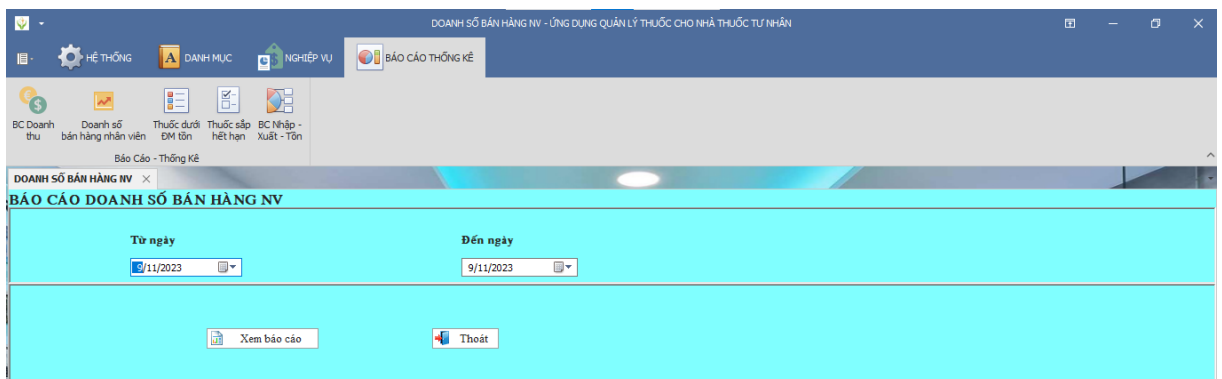 DOANH SỐ BÁN HÀNG NV - ỨNG DỤNG QUẢN LÝ THUỐC CHO NHÀ THUỐC TƯ NHÂN
HỆ THỐNG
DANH MỤC
NGHIỆP VỤ
BÁO CÁO THỐNG KÊ
BC Doanh thu
Doanh số bán hàng nhân viên
Thuốc dưới ĐM tồn
Thuốc sắp hết hạn
BC Nhập - Xuất - Tồn
Báo Cáo - Thống Kê
DOANH SỐ BÁN HÀNG NV
BÁO CÁO DOANH SỐ BÁN HÀNG NV
Từ ngày
Đến ngày
9/11/2023
9/11/2023
Xem báo cáo
Thoát